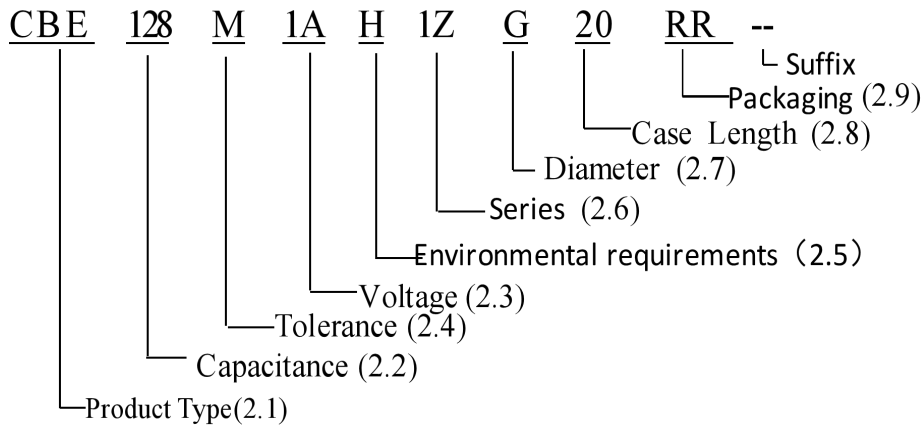 CBE 128 M 1A H 1Z G 20 RR --
Suffix
Packaging (2.9)
Case Length (2.8)
Diameter (2.7)
Series (2.6)
Environmental requirements（2.5）
Voltage (2.3)
Tolerance (2.4)
Capacitance (2.2)
Product Type(2.1)